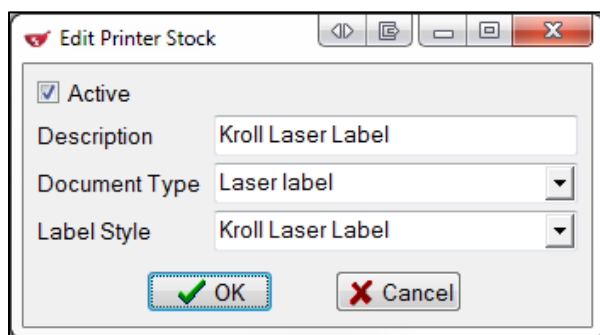 Edit Printer Stock
Active
Description Kroll Laser Label
Document Type Laser label
Label Style Kroll Laser Label
OK Cancel